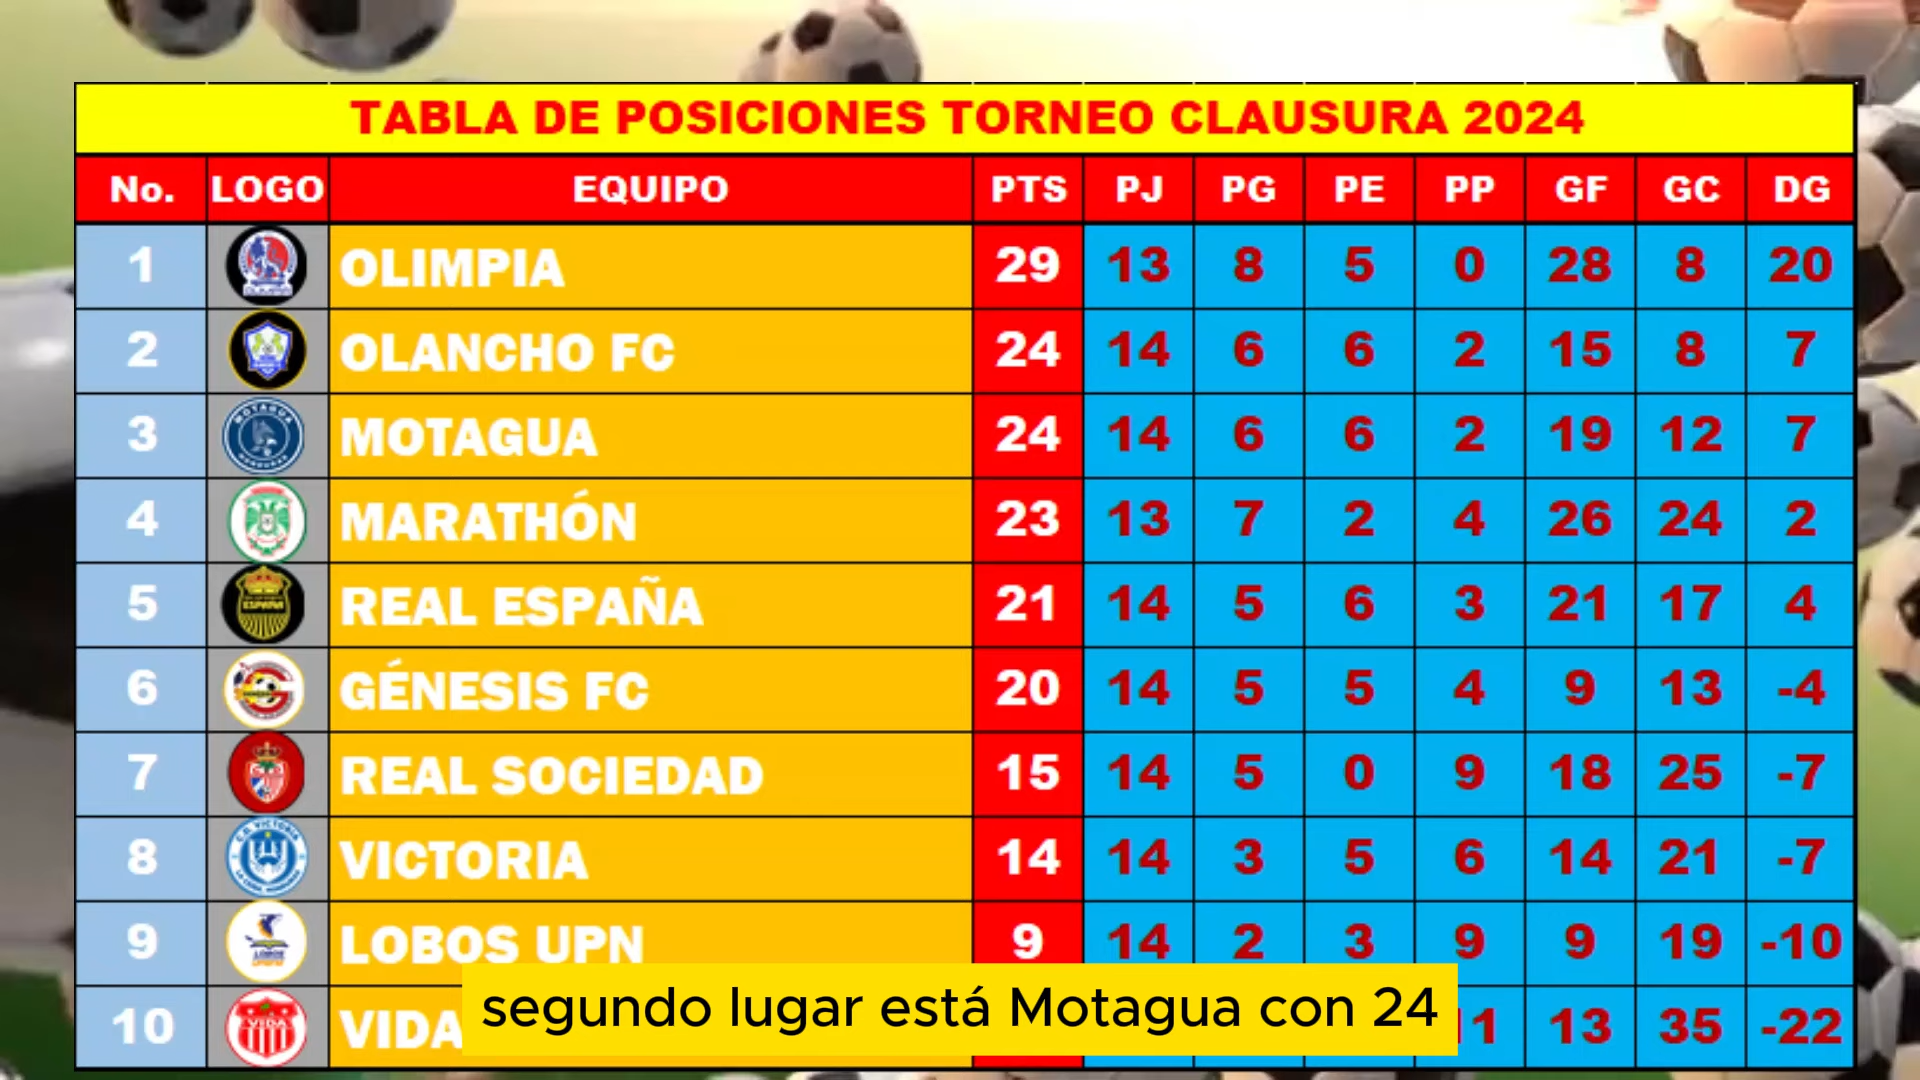 TABLA DE POSICIONES TORNEO CLAUSURA 2024
No. LOGO EQUIPO PTS PJ PG PE PP GF GC DG
1 OLIMPIA 29 13 8 5 0 28 8 20
2 OLANCHO FC 24 14 6 6 2 15 8 7
3 MOTAGUA 24 14 6 6 2 19 12 7
4 MARATHÓN 23 13 7 2 4 26 24 2
5 ESPAÑA REAL ESPAÑA 21 14 5 6 3 21 17 4
6 GÉNESIS FC 20 14 5 5 4 9 13 -4
7 REAL SOCIEDAD 15 14 5 0 9 18 25 -7
8 VICTORIA 14 14 3 5 6 14 21 -7
9 LOBOS UPN 9 14 2 3 9 9 19 -10
10 VIDA VIDA 11 13 35 -22
segundo lugar está Motagua con 24